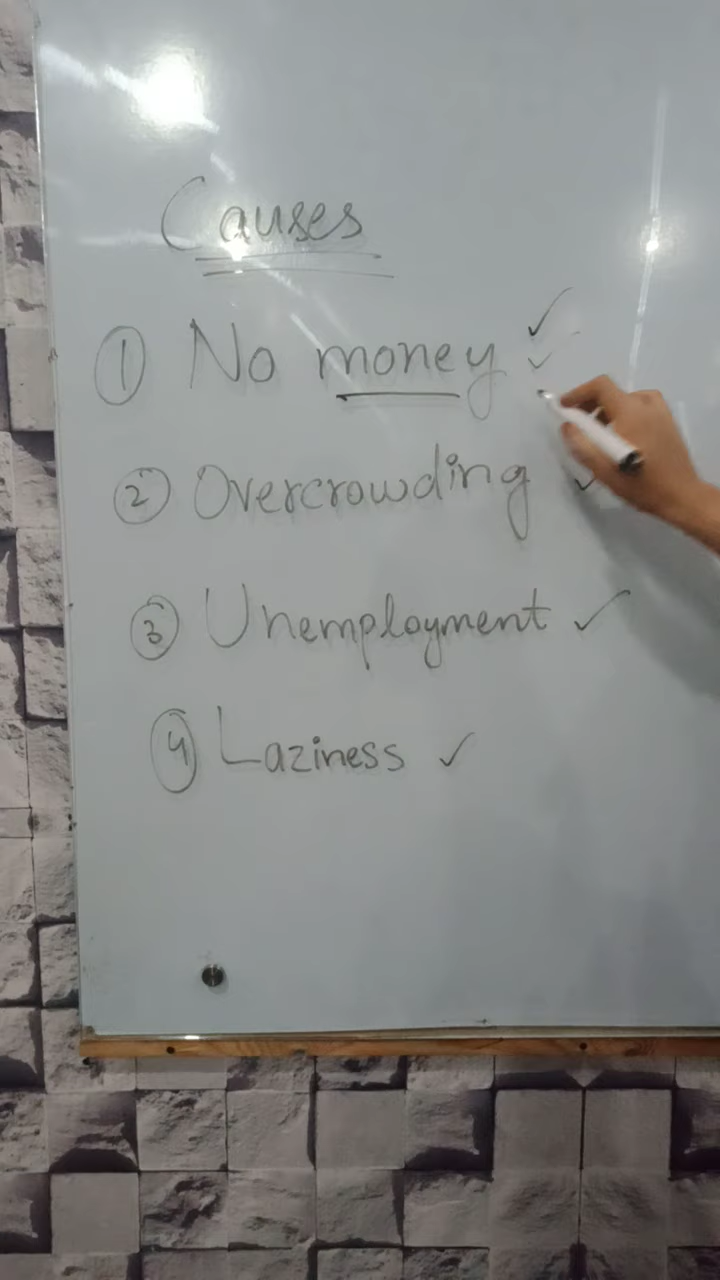 Causes
① No money ✓ ✓
② Overcrowding ✓
③ Unemployment ✓
④ Laziness ✓